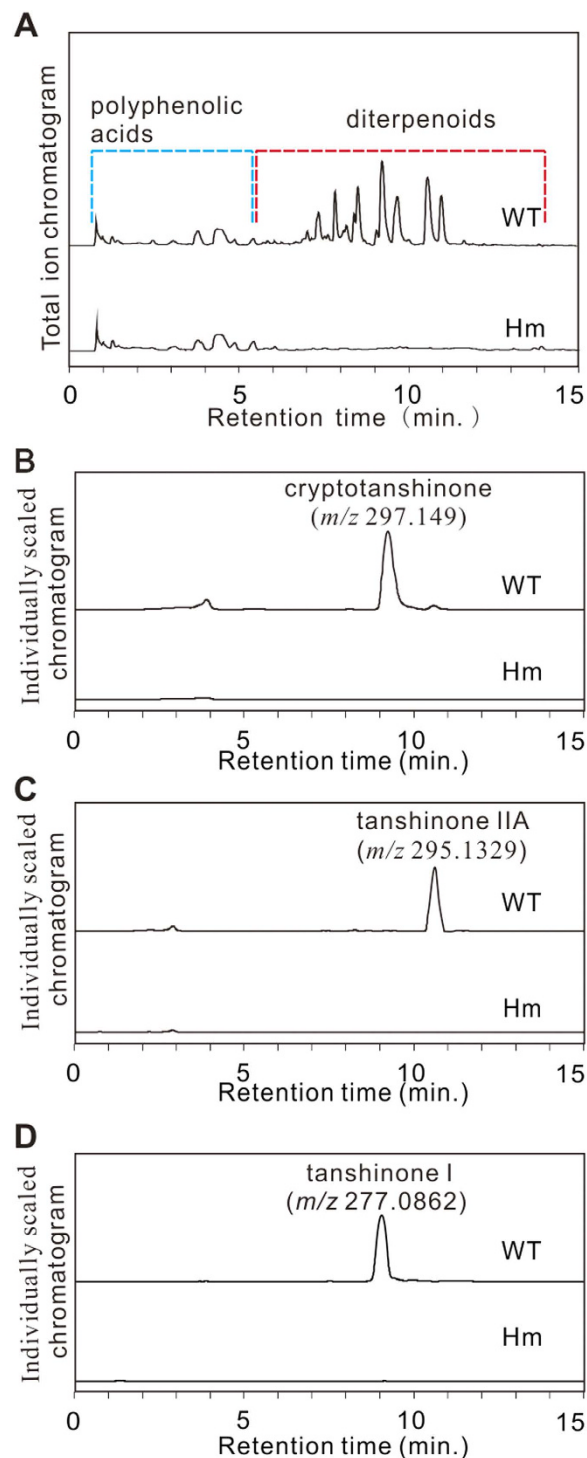 A
polyphenolic
acids
diterpenoids
WT
Hm
Total ion chromatogram
0 5 10 15
Retention time (min.)
B
cryptotanshinone
(m/z 297.149)
WT
Hm
Individually scaled
chromatogram
0 5 10 15
Retention time (min.)
C
tanshinone IIA
(m/z 295.1329)
WT
Hm
Individually scaled
chromatogram
0 5 10 15
Retention time (min.)
D
tanshinone I
(m/z 277.0862)
WT
Hm
Individually scaled
chromatogram
0 5 10 15
Retention time (min.)